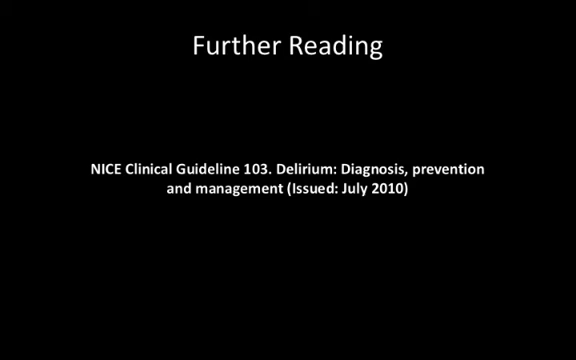 Further Reading
NICE Clinical Guideline 103. Delirium: Diagnosis, prevention
and management (Issued: July 2010)